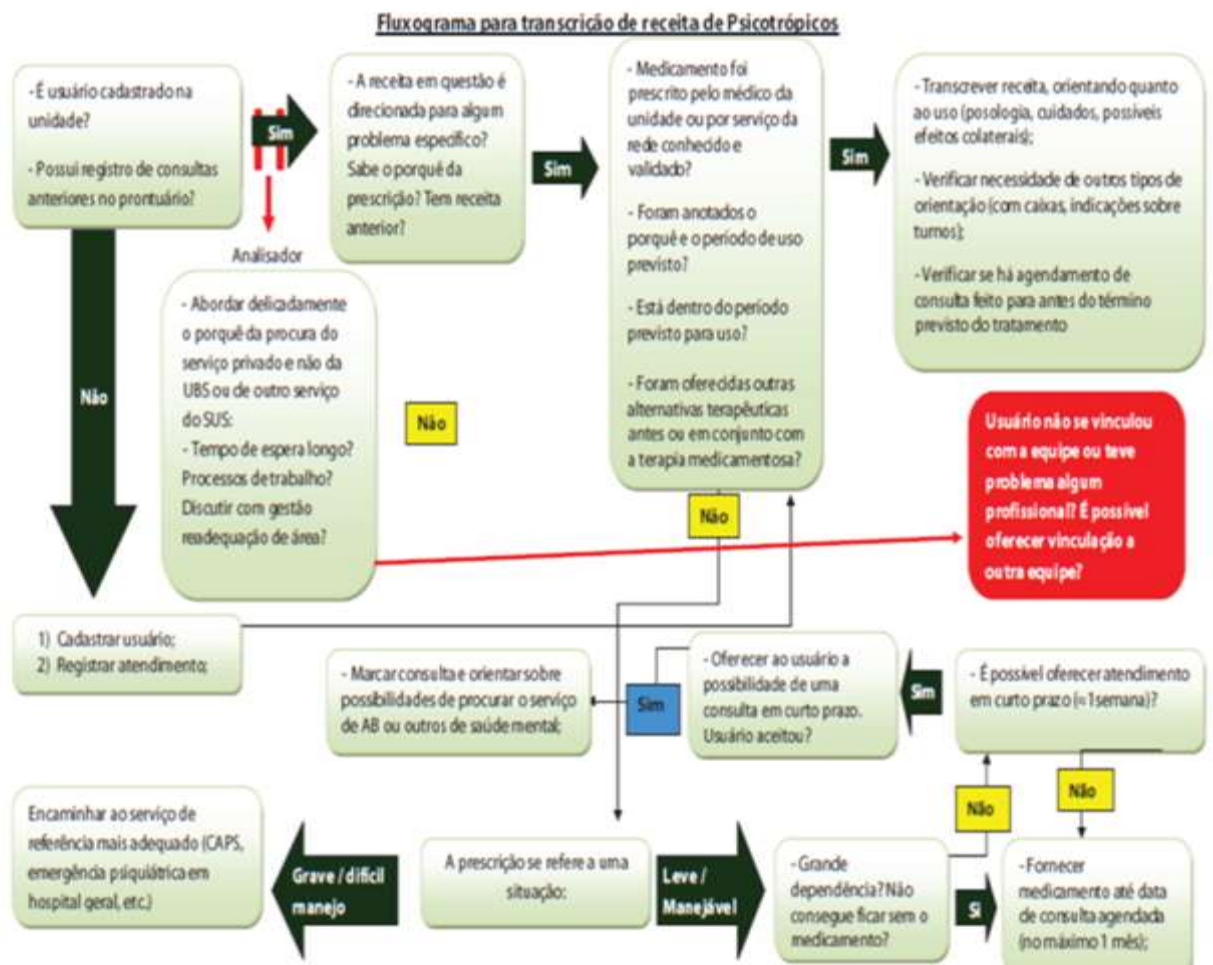 Fluxograma para transcrição de receita de Psicotrópicos
- É usuário cadastrado na
unidade?
- Possui registro de consultas
anteriores no prontuário?
Sim
- A receita em questão é
direcionada para algum
problema específico?
Sabe o porquê da
prescrição? Tem receita
anterior?
Sim
- Medicamento foi
prescrito pelo médico da
unidade ou por serviço da
rede conhecido e
validado?
- Foram anotados o
porquê e o período de uso
previsto?
- Está dentro do período
previsto para uso?
- Foram oferecidas outras
alternativas terapêuticas
antes ou em conjunto com
a terapia medicamentosa?
Sim
- Transcrever receita, orientando quanto
ao uso (posologia, cuidados, possíveis
efeitos colaterais);
- Verificar necessidade de outros tipos de
orientação (com caixas, indicações sobre
turnos);
- Verificar se há agendamento de
consulta feito para antes do término
previsto do tratamento
Analisador
- Abordar delicadamente
o porquê da procura do
serviço privado e não da
UBS ou de outro serviço
do SUS:
- Tempo de espera longo?
Processos de trabalho?
Discutir com gestão
readequação de área?
Não
Não
Não
Usuário não se vinculou
com a equipe ou teve
problema algum
profissional? É possível
oferecer vinculação a
outra equipe?
1) Cadastrar usuário;
2) Registrar atendimento;
- Marcar consulta e orientar sobre
possibilidades de procurar o serviço
de AB ou outros de saúde mental;
Sim
- Oferecer ao usuário a
possibilidade de uma
consulta em curto prazo.
Usuário aceitou?
Sim
- É possível oferecer atendimento
em curto prazo (≈ 1 semana)?
Não
Não
Encaminhar ao serviço de
referência mais adequado (CAPS,
emergência psiquiátrica em
hospital geral, etc.)
Grave / difícil
manejo
A prescrição se refere a uma
situação:
Leve /
Manejável
- Grande
dependência? Não
consegue ficar sem o
medicamento?
Si
- Fornecer
medicamento até data
de consulta agendada
(no máximo 1 mês);